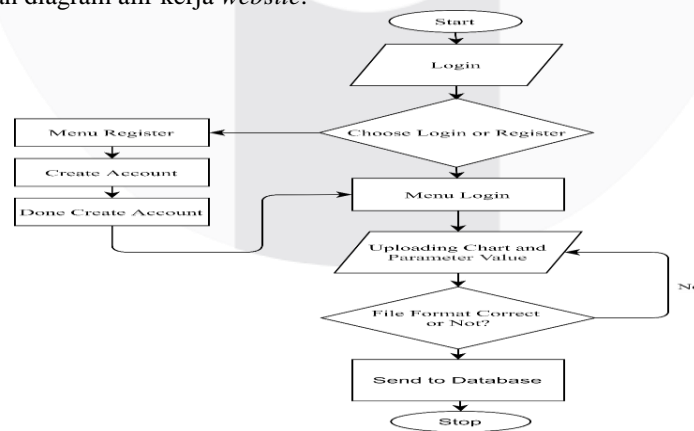 diagram alir kerja website.
Start
Login
Choose Login or Register
Menu Register
Create Account
Done Create Account
Menu Login
Uploading Chart and
Parameter Value
File Format Correct
or Not?
Send to Database
Stop